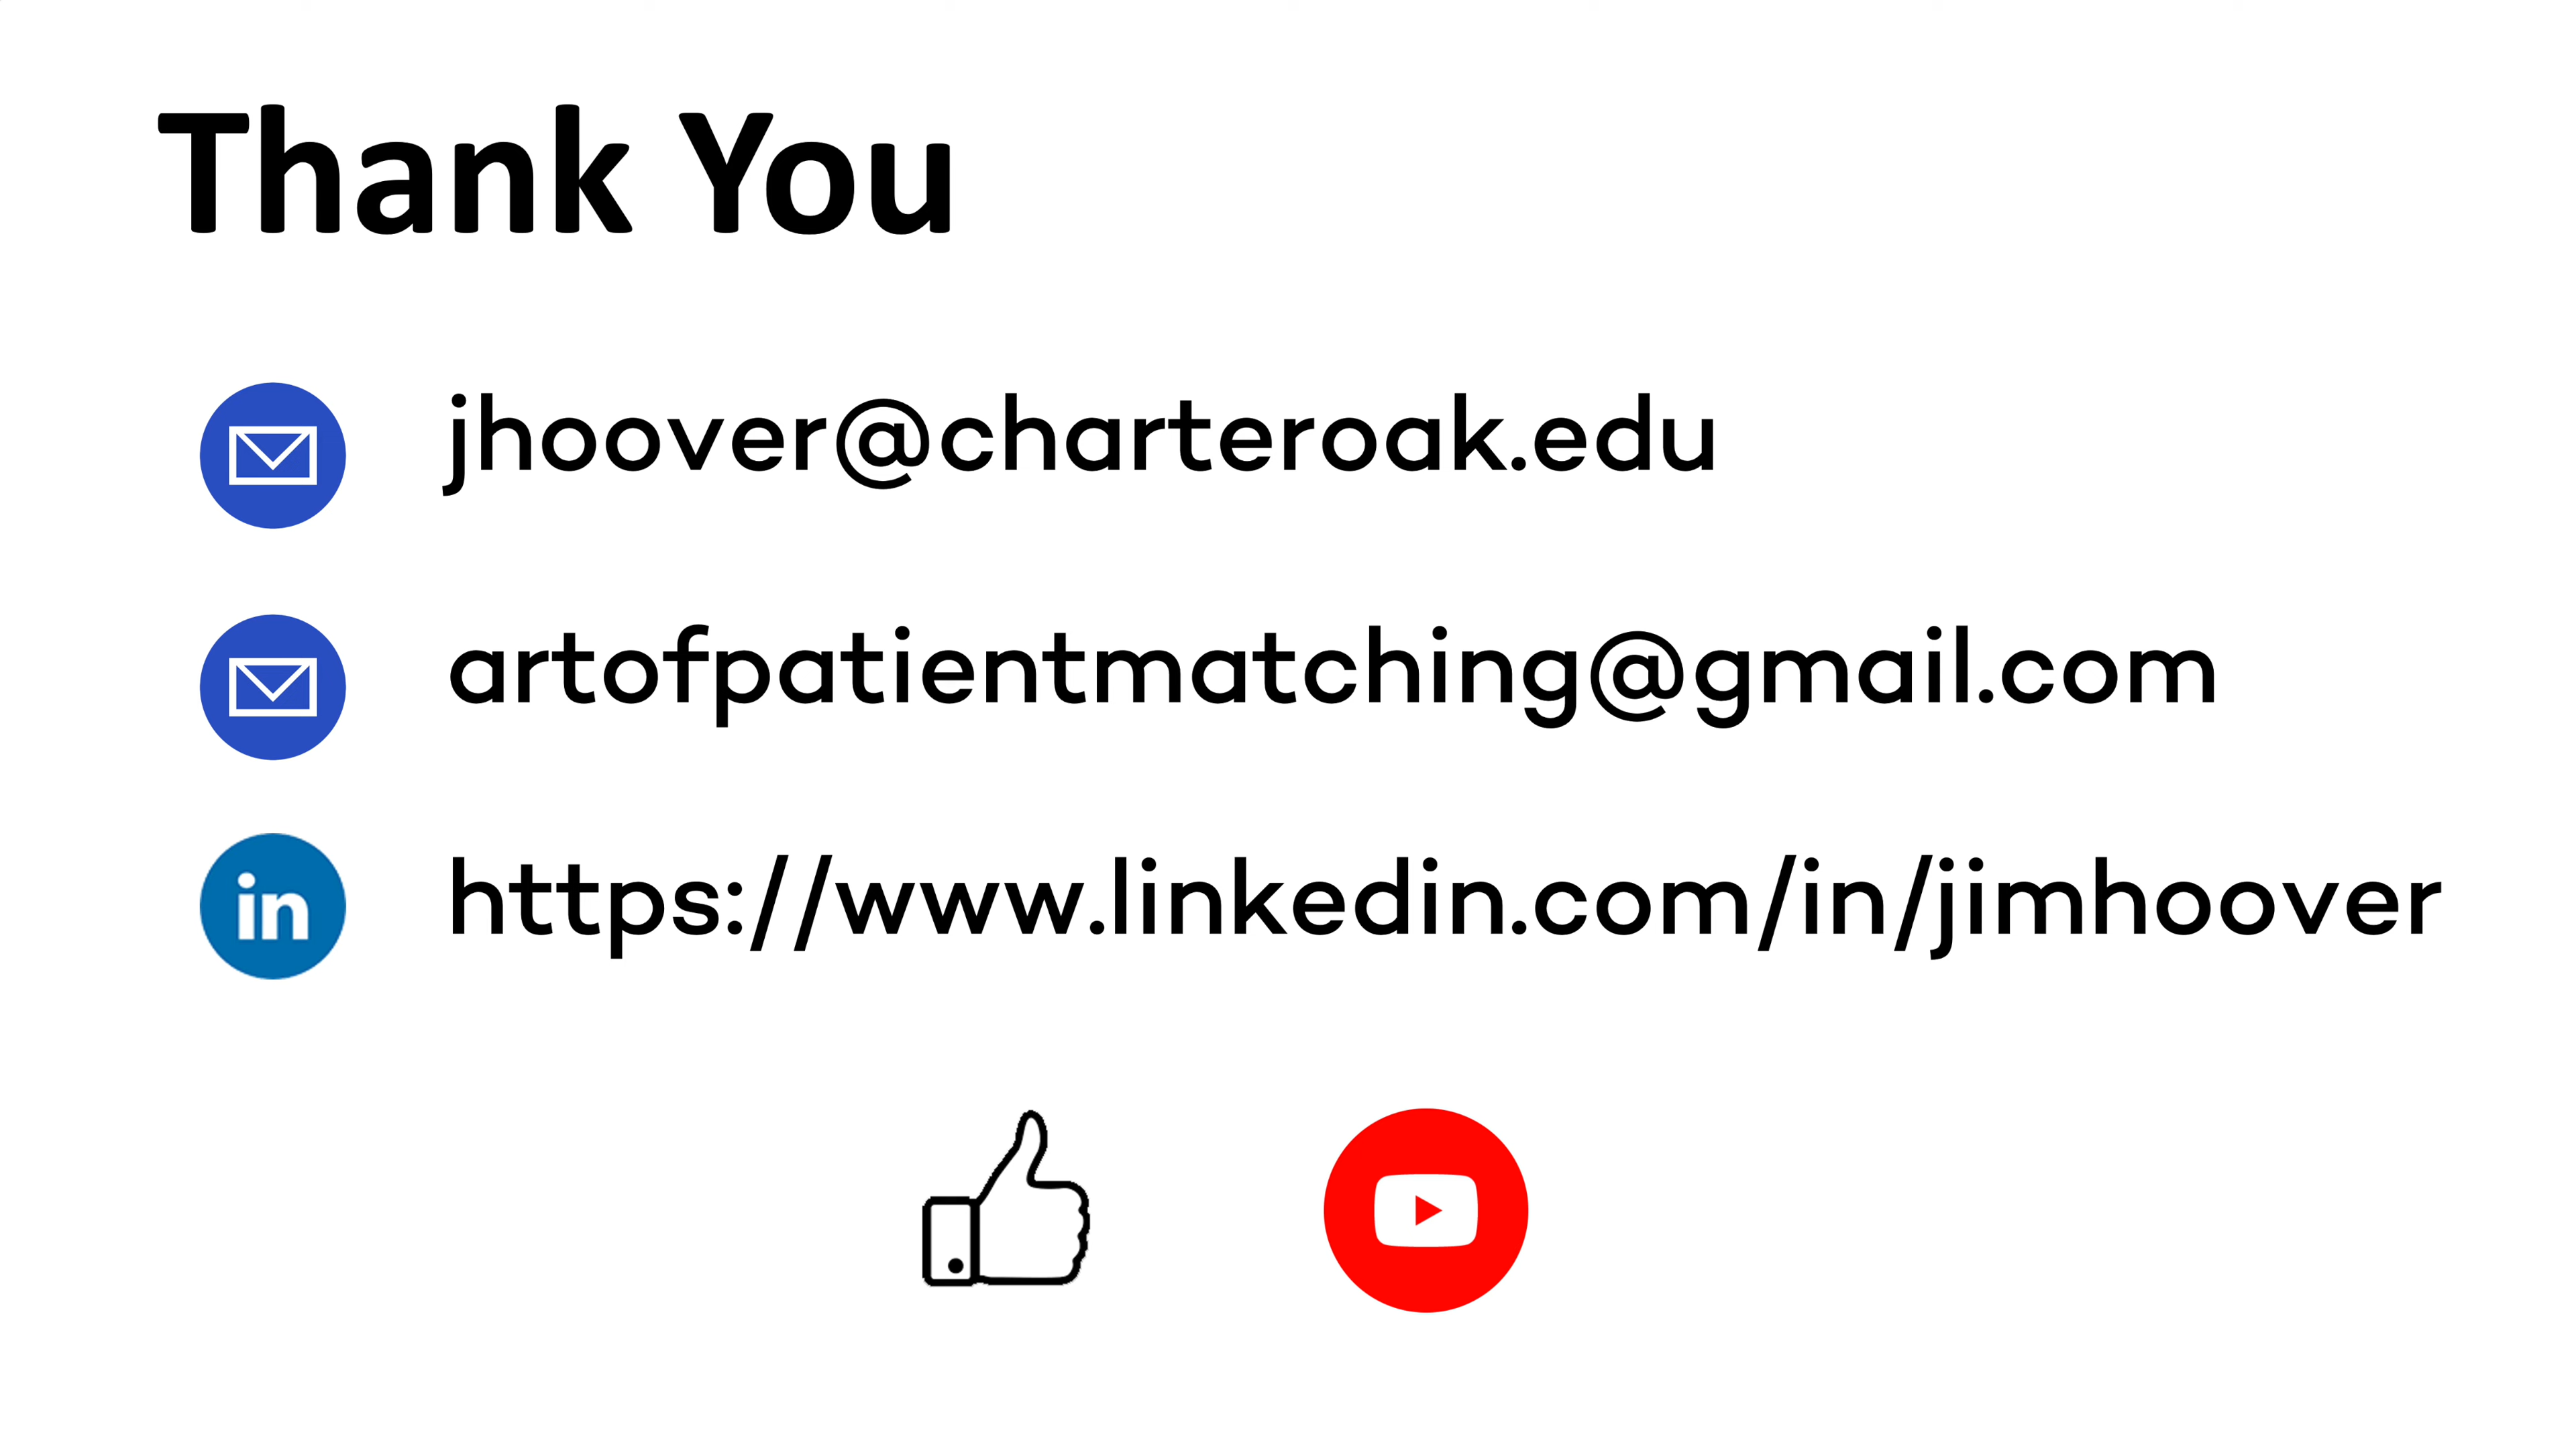 Thank You
jhoover@charteroak.edu
artofpatientmatching@gmail.com
in https://www.linkedin.com/in/jimhoover